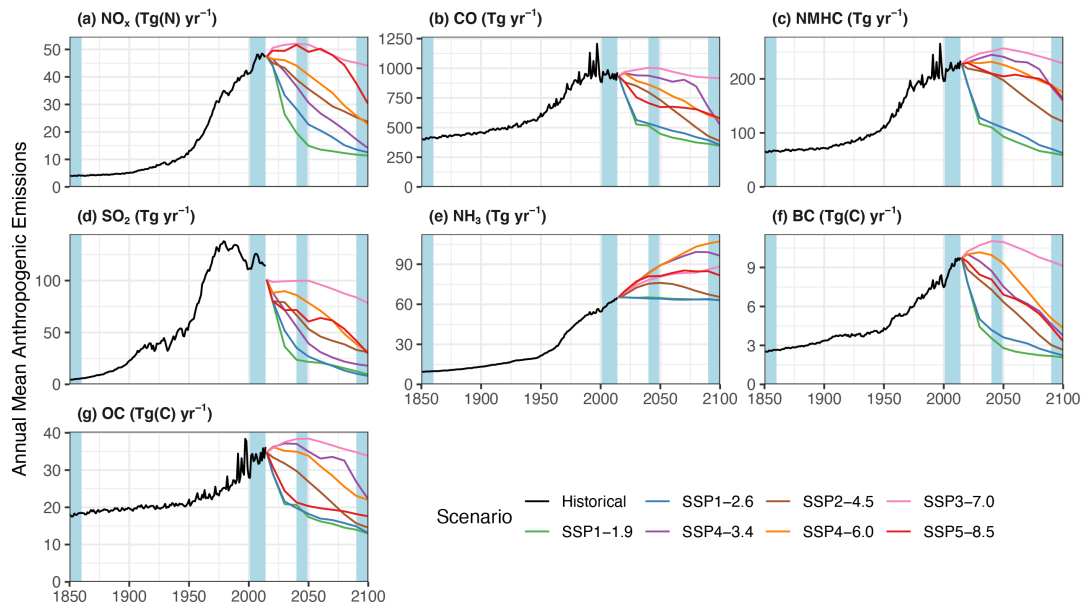 (a) NOₓ (Tg(N) yr⁻¹)
(b) CO (Tg yr⁻¹)
(c) NMHC (Tg yr⁻¹)
50
40
30
20
10
0
1250
1000
750
500
250
0
200
100
0
(d) SO₂ (Tg yr⁻¹)
(e) NH₃ (Tg yr⁻¹)
(f) BC (Tg(C) yr⁻¹)
100
50
0
90
60
30
0
9
6
3
0
1850 1900 1950 2000 2050 2100
1850 1900 1950 2000 2050 2100
(g) OC (Tg(C) yr⁻¹)
40
30
20
10
0
1850 1900 1950 2000 2050 2100
Annual Mean Anthropogenic Emissions
Scenario
Historical SSP1−2.6 SSP2−4.5 SSP3−7.0
SSP1−1.9 SSP4−3.4 SSP4−6.0 SSP5−8.5